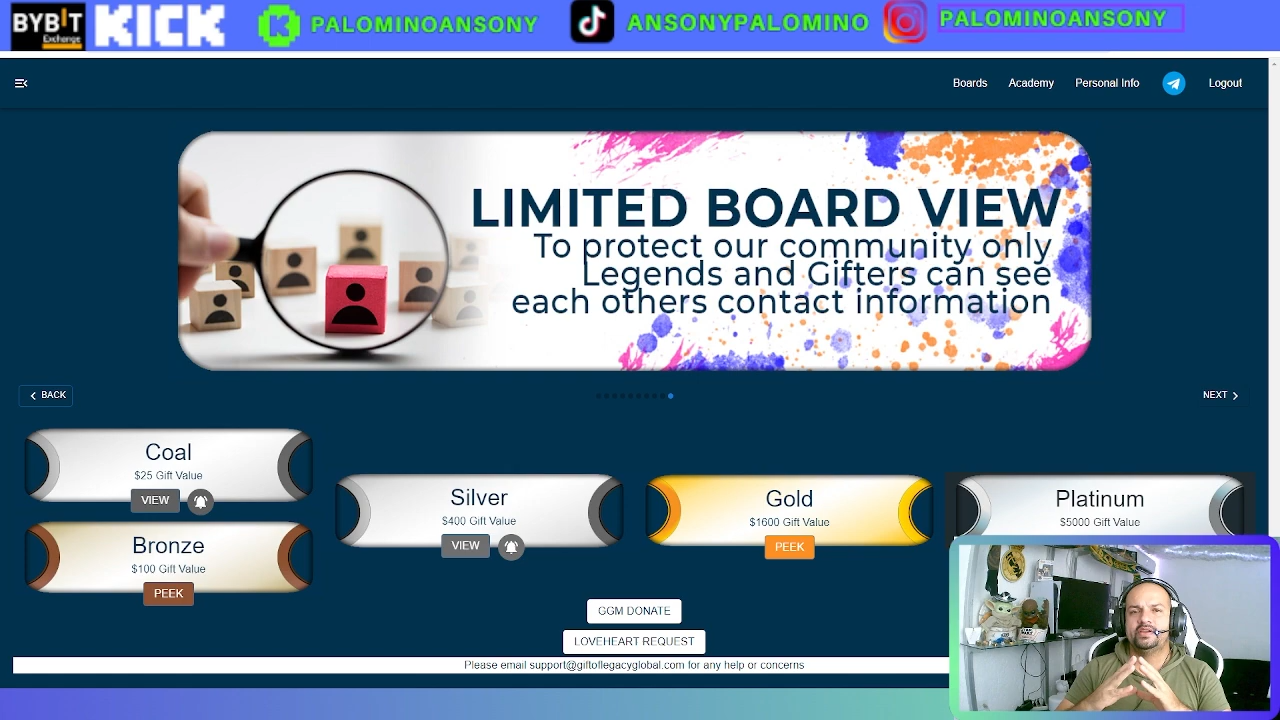 BYBIT
Exchange
KICK
PALOMINOANSONY
ANSONYPALOMINO
PALOMINOANSONY
Boards
Academy
Personal Info
Logout
LIMITED BOARD VIEW
To protect our community only
Legends and Gifters can see
each others contact information
BACK
NEXT
Coal
$25 Gift Value
VIEW
Bronze
$100 Gift Value
PEEK
Silver
$400 Gift Value
VIEW
Gold
$1600 Gift Value
PEEK
Platinum
$5000 Gift Value
GGM DONATE
LOVEHEART REQUEST
Please email support@giftoflegacyglobal.com for any help or concerns